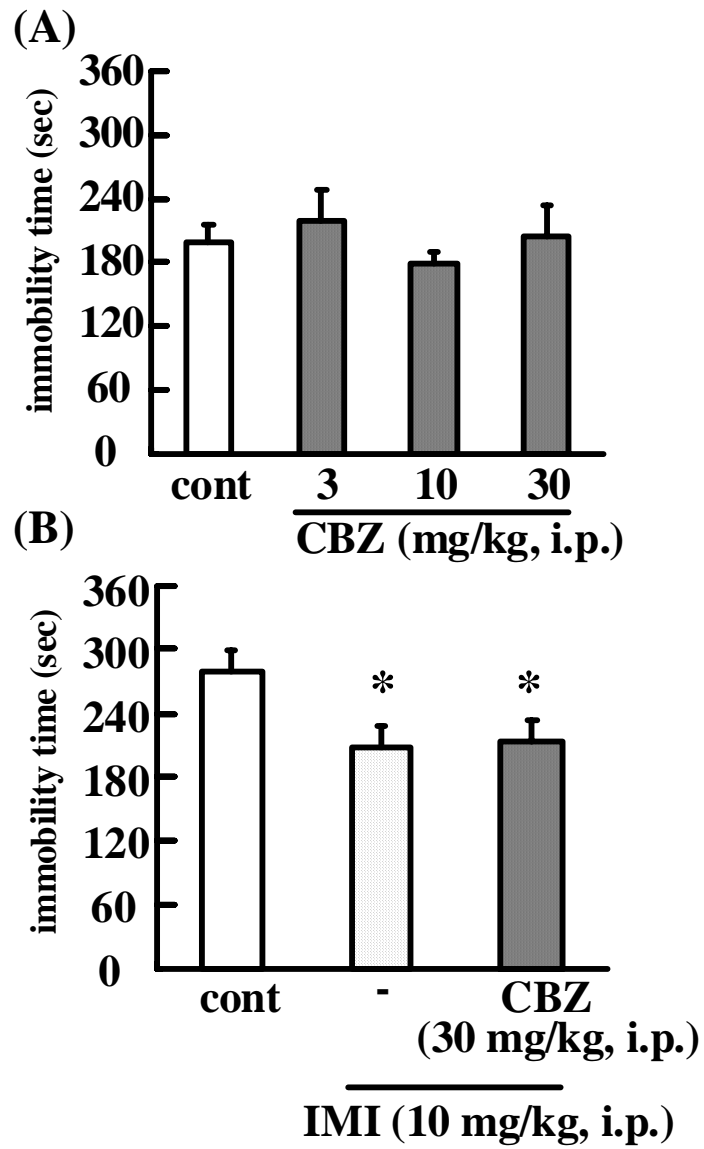 (A)
immobility time (sec)
360
300
240
180
120
60
0
cont 3 10 30
CBZ (mg/kg, i.p.)
(B)
immobility time (sec)
360
300
240
180
120
60
0
* *
cont - CBZ
(30 mg/kg, i.p.)
IMI (10 mg/kg, i.p.)